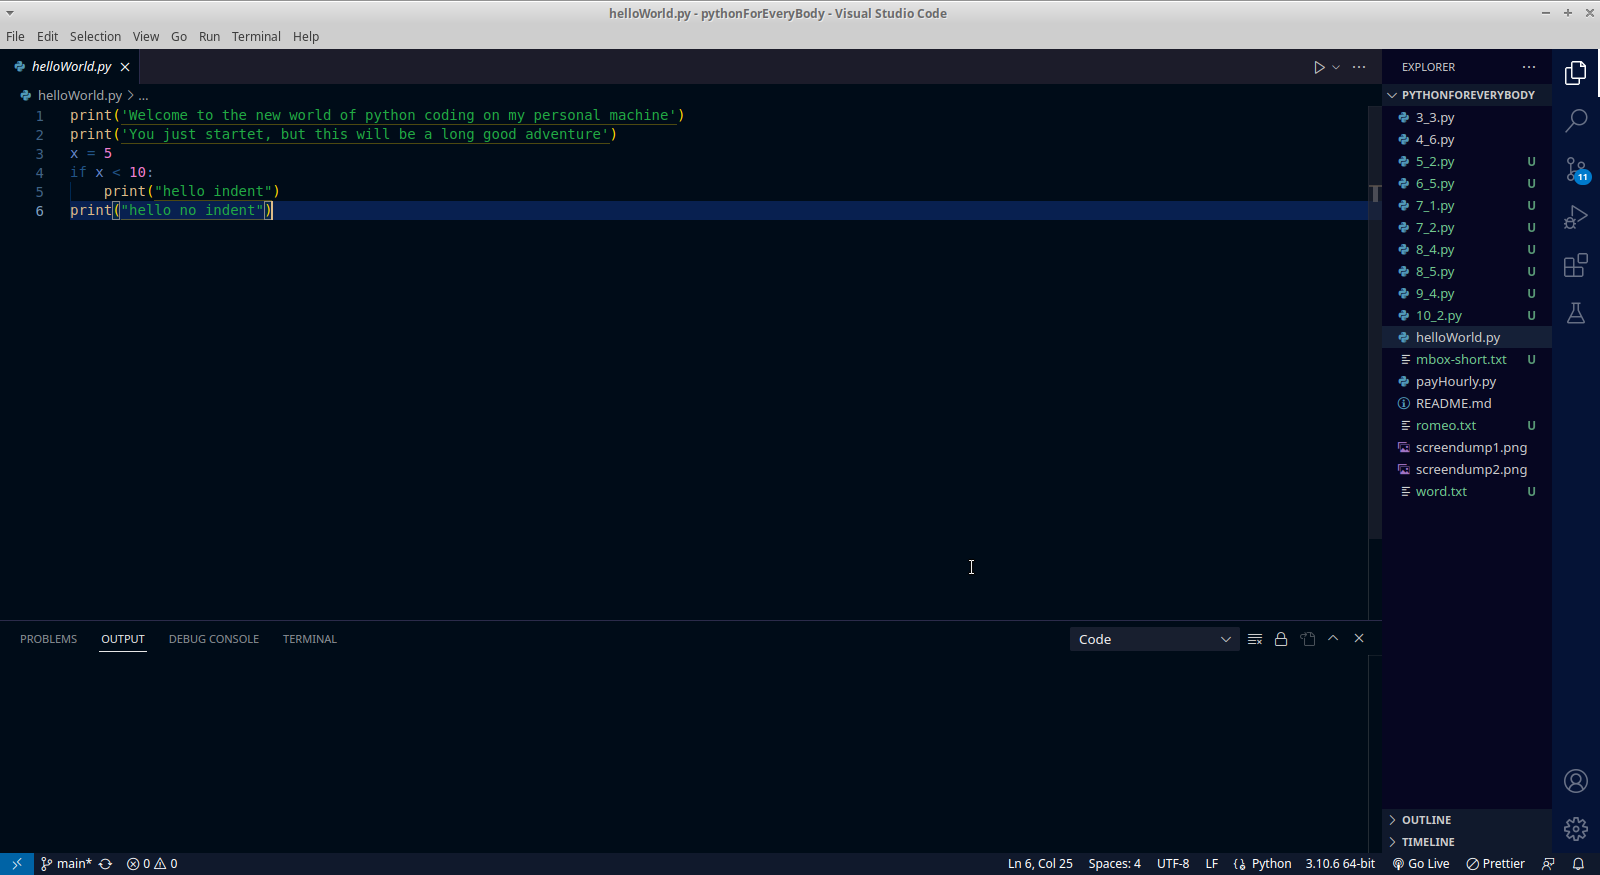 helloWorld.py - pythonForEveryBody - Visual Studio Code
File Edit Selection View Go Run Terminal Help
helloWorld.py
helloWorld.py > ...
1 print('Welcome to the new world of python coding on my personal machine')
2 print('You just startet, but this will be a long good adventure')
3 x = 5
4 if x < 10:
5 print("hello indent")
6 print("hello no indent")
EXPLORER
PYTHONFOREVERYBODY
3_3.py
4_6.py
5_2.py U
6_5.py U
7_1.py U
7_2.py U
8_4.py U
8_5.py U
9_4.py U
10_2.py U
helloWorld.py
mbox-short.txt U
payHourly.py
README.md
romeo.txt U
screendump1.png
screendump2.png
word.txt U
11
OUTLINE
TIMELINE
PROBLEMS OUTPUT DEBUG CONSOLE TERMINAL
Code
main* 0 0 Ln 6, Col 25 Spaces: 4 UTF-8 LF Python 3.10.6 64-bit Go Live Prettier